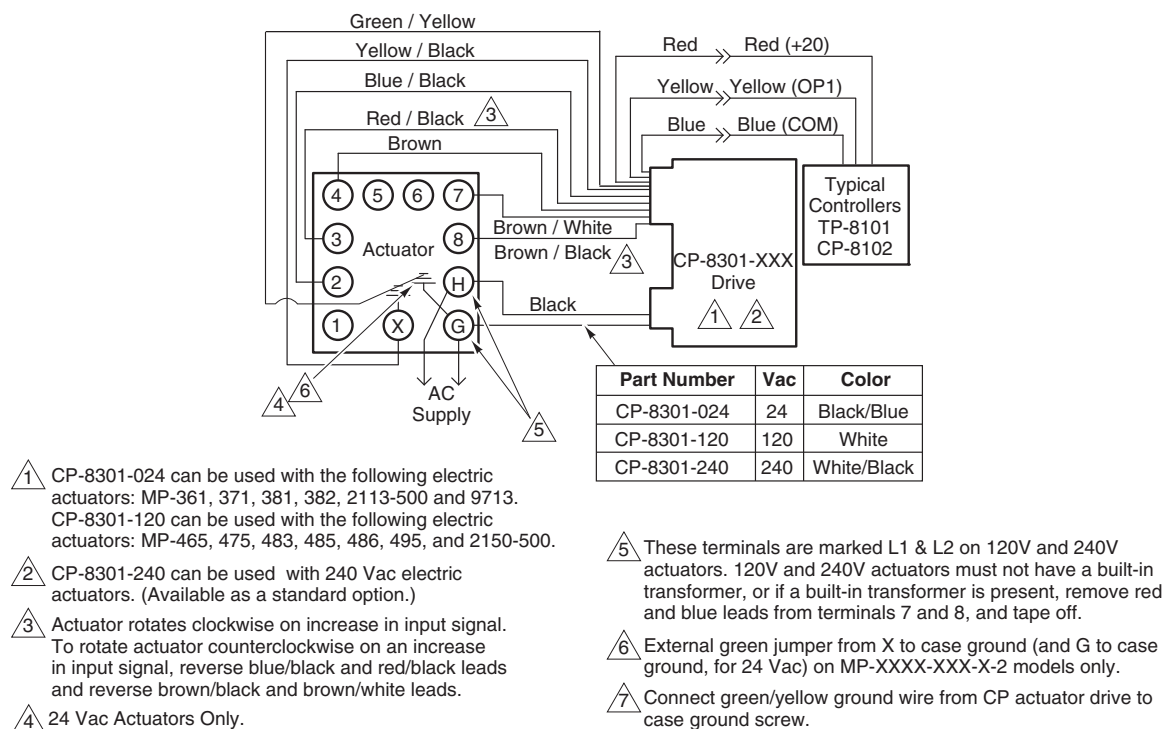 Green / Yellow
Yellow / Black
Blue / Black
Red / Black 3
Brown
Red Red (+20)
Yellow Yellow (OP1)
Blue Blue (COM)
Typical
Controllers
TP-8101
CP-8102
4 5 6 7
3 Actuator 8
2 H
1 X G
Brown / White
Brown / Black 3
Black
CP-8301-XXX
Drive
1 2
4 6
AC
Supply
5
Part Number Vac Color
CP-8301-024 24 Black/Blue
CP-8301-120 120 White
CP-8301-240 240 White/Black
1 CP-8301-024 can be used with the following electric
actuators: MP-361, 371, 381, 382, 2113-500 and 9713.
CP-8301-120 can be used with the following electric
actuators: MP-465, 475, 483, 485, 486, 495, and 2150-500.
2 CP-8301-240 can be used with 240 Vac electric
actuators. (Available as a standard option.)
3 Actuator rotates clockwise on increase in input signal.
To rotate actuator counterclockwise on an increase
in input signal, reverse blue/black and red/black leads
and reverse brown/black and brown/white leads.
4 24 Vac Actuators Only.
5 These terminals are marked L1 & L2 on 120V and 240V
actuators. 120V and 240V actuators must not have a built-in
transformer, or if a built-in transformer is present, remove red
and blue leads from terminals 7 and 8, and tape off.
6 External green jumper from X to case ground (and G to case
ground, for 24 Vac) on MP-XXXX-XXX-X-2 models only.
7 Connect green/yellow ground wire from CP actuator drive to
case ground screw.